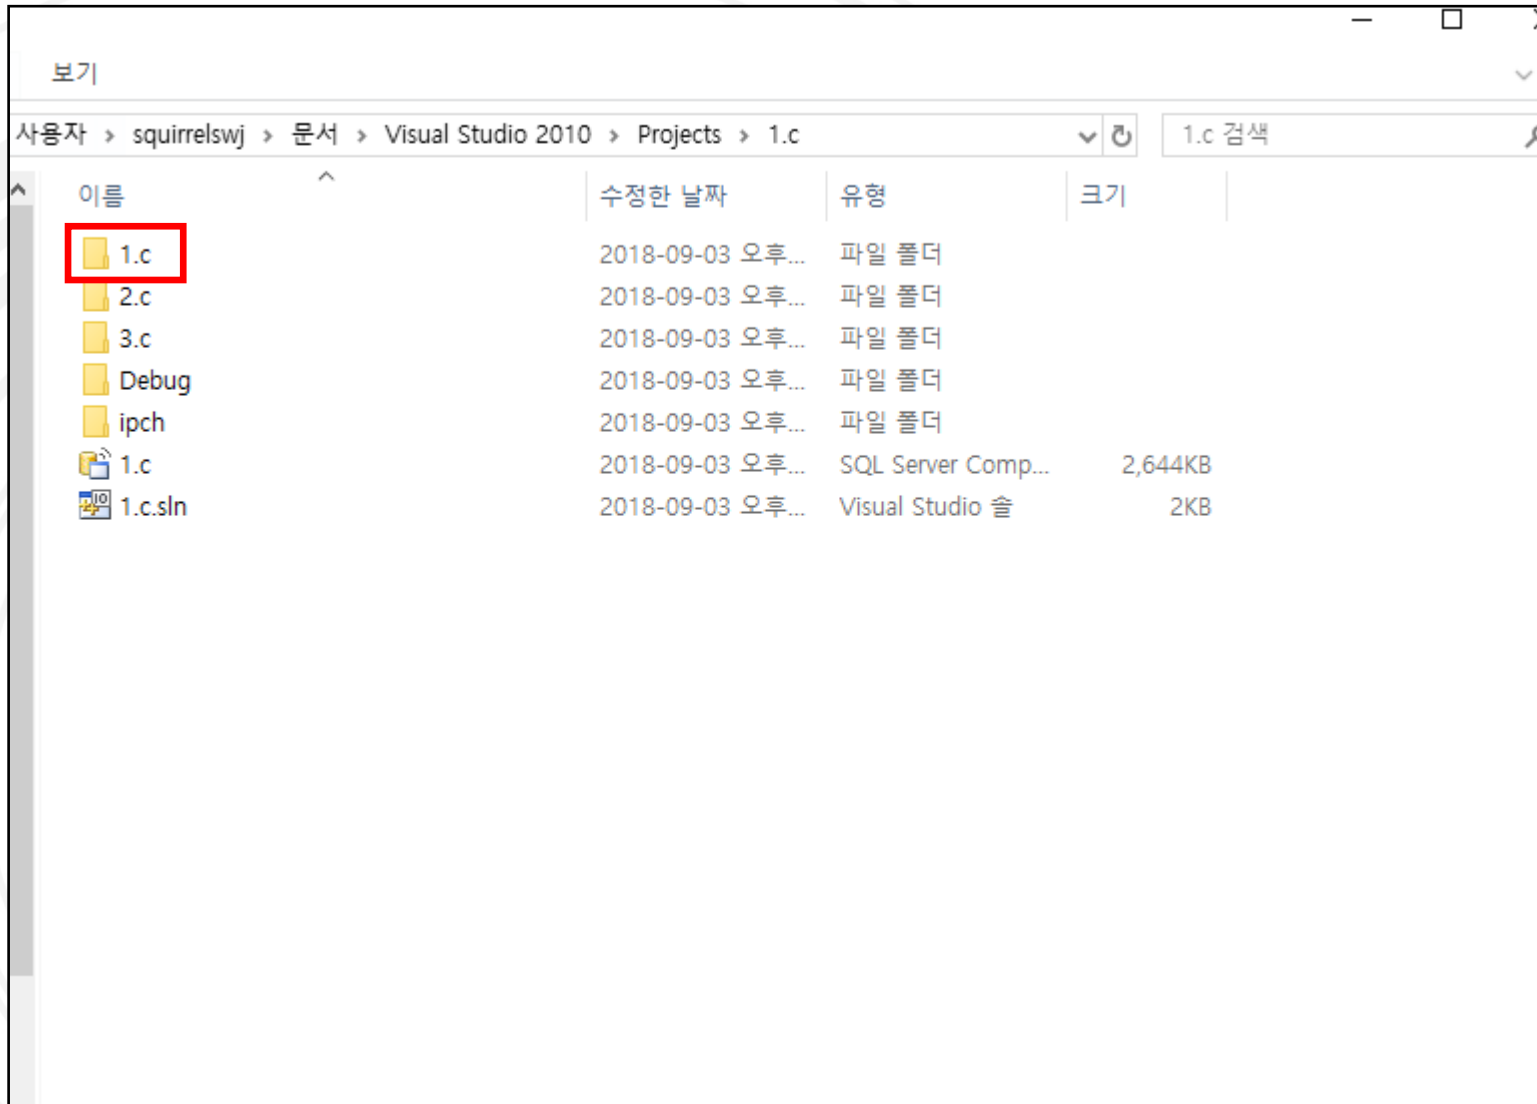 보기
사용자 > squirrelswj > 문서 > Visual Studio 2010 > Projects > 1.c 1.c 검색
이름 수정한 날짜 유형 크기
1.c 2018-09-03 오후... 파일 폴더
2.c 2018-09-03 오후... 파일 폴더
3.c 2018-09-03 오후... 파일 폴더
Debug 2018-09-03 오후... 파일 폴더
ipch 2018-09-03 오후... 파일 폴더
1.c 2018-09-03 오후... SQL Server Comp... 2,644KB
1.c.sln 2018-09-03 오후... Visual Studio 솔 2KB